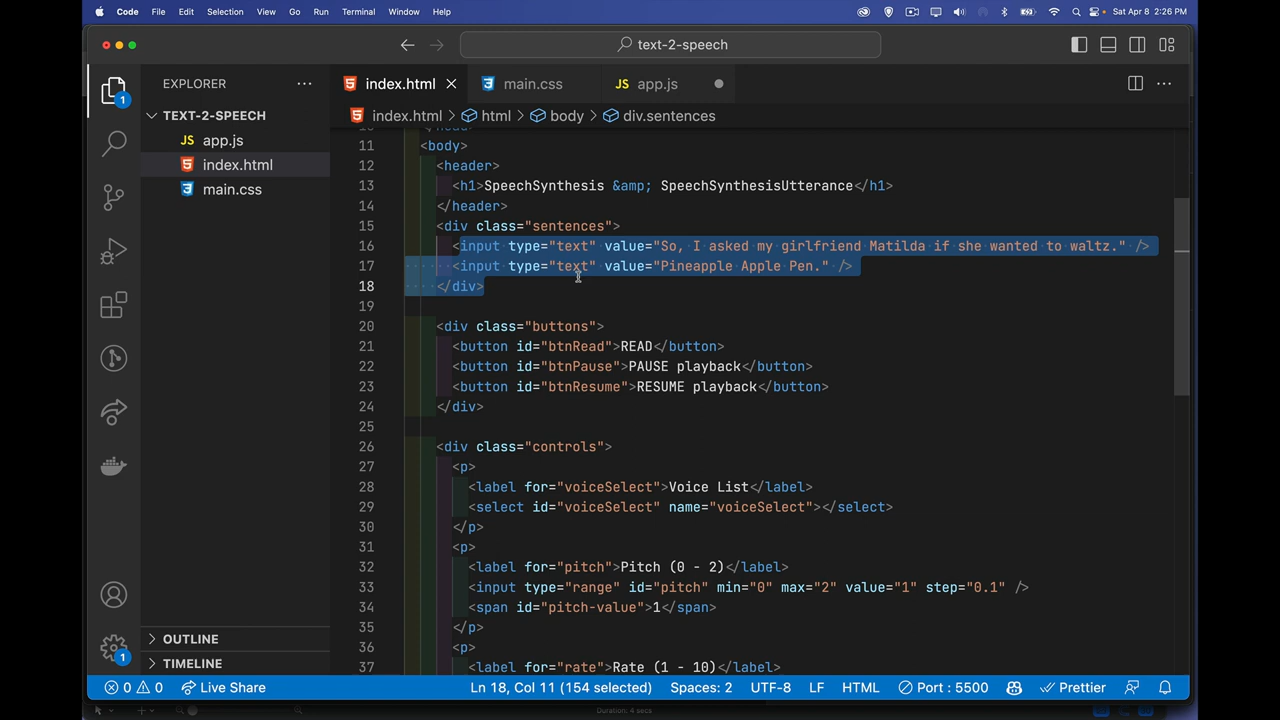 Code File Edit Selection View Go Run Terminal Window Help Sat Apr 8 2:26 PM
text-2-speech
EXPLORER
index.html
main.css
JS app.js
TEXT-2-SPEECH
index.html > html > body > div.sentences
JS app.js
index.html
main.css
11 <body>
12 <header>
13 <h1>SpeechSynthesis &amp; SpeechSynthesisUtterance</h1>
14 </header>
15 <div class="sentences">
16 <input type="text" value="So, I asked my girlfriend Matilda if she wanted to waltz." />
17 <input type="text" value="Pineapple Apple Pen." />
18 </div>
19
20 <div class="buttons">
21 <button id="btnRead">READ</button>
22 <button id="btnPause">PAUSE playback</button>
23 <button id="btnResume">RESUME playback</button>
24 </div>
25
26 <div class="controls">
27 <p>
28 <label for="voiceSelect">Voice List</label>
29 <select id="voiceSelect" name="voiceSelect"></select>
30 </p>
31 <p>
32 <label for="pitch">Pitch (0 - 2)</label>
33 <input type="range" id="pitch" min="0" max="2" value="1" step="0.1" />
34 <span id="pitch-value">1</span>
35 </p>
36 <p>
37 <label for="rate">Rate (1 - 10)</label>
1
1
OUTLINE
TIMELINE
0 0 Live Share Ln 18, Col 11 (154 selected) Spaces: 2 UTF-8 LF HTML Port : 5500 Prettier
Duration: 4 secs